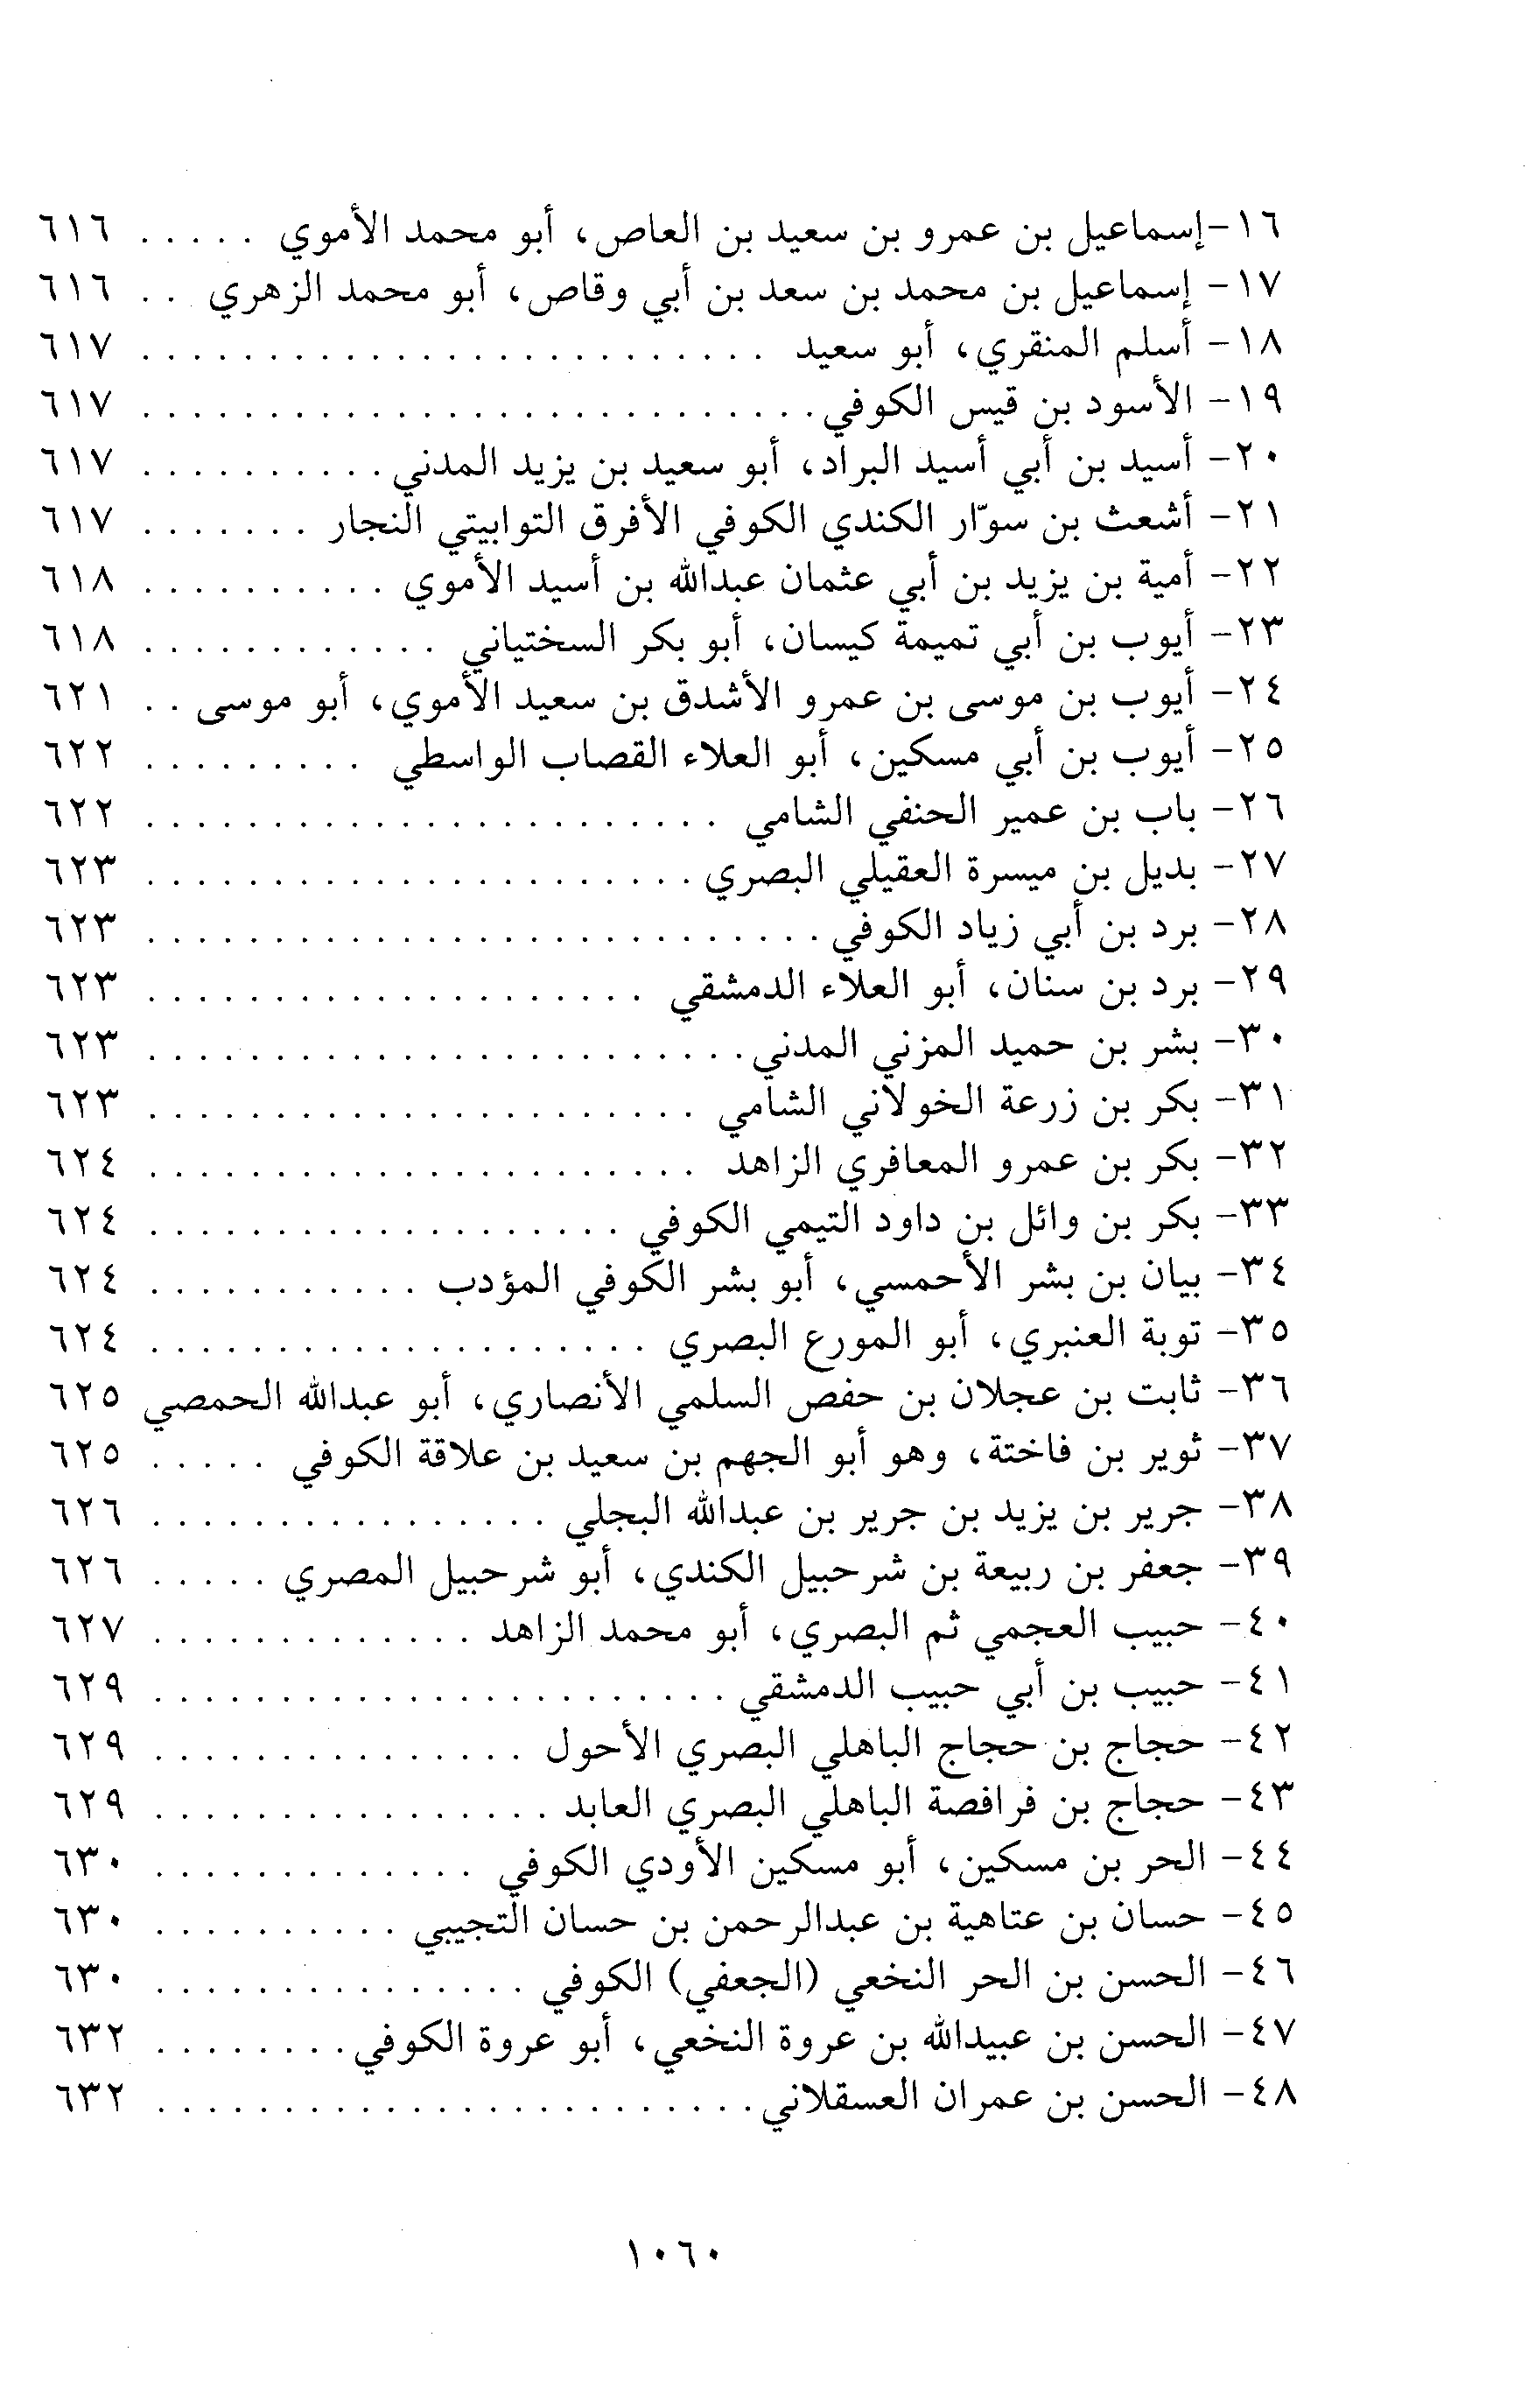 ١٦-إسماعيل بن عمرو بن سعيد بن العاص، أبو محمد الأموي . . . . . ٦١٦
١٧- إسماعيل بن محمد بن سعد بن أبي وقاص، أبو محمد الزهري . . ٦١٦
١٨- أسلم المنقري، أبو سعيد . . . . . . . . . . . . . . . . . . . . . . . . . ٦١٧
١٩- الأسود بن قيس الكوفي. . . . . . . . . . . . . . . . . . . . . . . . . . . ٦١٧
٢٠- أسيد بن أبي أسيد البراد، أبو سعيد بن يزيد المدني. . . . . . . . . . ٦١٧
٢١- أشعث بن سوّار الكندي الكوفي الأفرق التوابيتي النجار . . . . . . . ٦١٧
٢٢- أمية بن يزيد بن أبي عثمان عبدالله بن أسيد الأموي . . . . . . . . . . ٦١٨
٢٣- أيوب بن أبي تميمة كيسان، أبو بكر السختياني . . . . . . . . . . . . ٦١٨
٢٤- أيوب بن موسى بن عمرو الأشدق بن سعيد الأموي، أبو موسى . . ٦٢١
٢٥- أيوب بن أبي مسكين، أبو العلاء القصاب الواسطي . . . . . . . . . ٦٢٢
٢٦- باب بن عمير الحنفي الشامي . . . . . . . . . . . . . . . . . . . . . . . ٦٢٢
٢٧- بديل بن ميسرة العقيلي البصري. . . . . . . . . . . . . . . . . . . . . . ٦٢٣
٢٨- برد بن أبي زياد الكوفي. . . . . . . . . . . . . . . . . . . . . . . . . . . ٦٢٣
٢٩- برد بن سنان، أبو العلاء الدمشقي . . . . . . . . . . . . . . . . . . . . ٦٢٣
٣٠- بشر بن حميد المزني المدني. . . . . . . . . . . . . . . . . . . . . . . . ٦٢٣
٣١- بكر بن زرعة الخولاني الشامي . . . . . . . . . . . . . . . . . . . . . . ٦٢٣
٣٢- بكر بن عمرو المعافري الزاهد . . . . . . . . . . . . . . . . . . . . . . ٦٢٤
٣٣- بكر بن وائل بن داود التيمي الكوفي . . . . . . . . . . . . . . . . . . . ٦٢٤
٣٤- بيان بن بشر الأحمسي، أبو بشر الكوفي المؤدب . . . . . . . . . . . ٦٢٤
٣٥- توبة العنبري، أبو المورع البصري . . . . . . . . . . . . . . . . . . . . ٦٢٤
٣٦- ثابت بن عجلان بن حفص السلمي الأنصاري، أبو عبدالله الحمصي ٦٢٥
٣٧- ثوير بن فاختة، وهو أبو الجهم بن سعيد بن علاقة الكوفي . . . . . ٦٢٥
٣٨- جرير بن يزيد بن جرير بن عبدالله البجلي . . . . . . . . . . . . . . . . ٦٢٦
٣٩- جعفر بن ربيعة بن شرحبيل الكندي، أبو شرحبيل المصري . . . . . ٦٢٦
٤٠- حبيب العجمي ثم البصري، أبو محمد الزاهد . . . . . . . . . . . . . ٦٢٧
٤١- حبيب بن أبي حبيب الدمشقي. . . . . . . . . . . . . . . . . . . . . . . ٦٢٩
٤٢- حجاج بن حجاج الباهلي البصري الأحول . . . . . . . . . . . . . . . ٦٢٩
٤٣- حجاج بن فرافصة الباهلي البصري العابد . . . . . . . . . . . . . . . . ٦٢٩
٤٤- الحر بن مسكين، أبو مسكين الأودي الكوفي . . . . . . . . . . . . . ٦٣٠
٤٥- حسان بن عتاهية بن عبدالرحمن بن حسان التجيبي . . . . . . . . . . ٦٣٠
٤٦- الحسن بن الحر النخعي (الجعفي) الكوفي . . . . . . . . . . . . . . . ٦٣٠
٤٧- الحسن بن عبيدالله بن عروة النخعي، أبو عروة الكوفي. . . . . . . . ٦٣٢
٤٨- الحسن بن عمران العسقلاني. . . . . . . . . . . . . . . . . . . . . . . . ٦٣٢
١٠٦٠